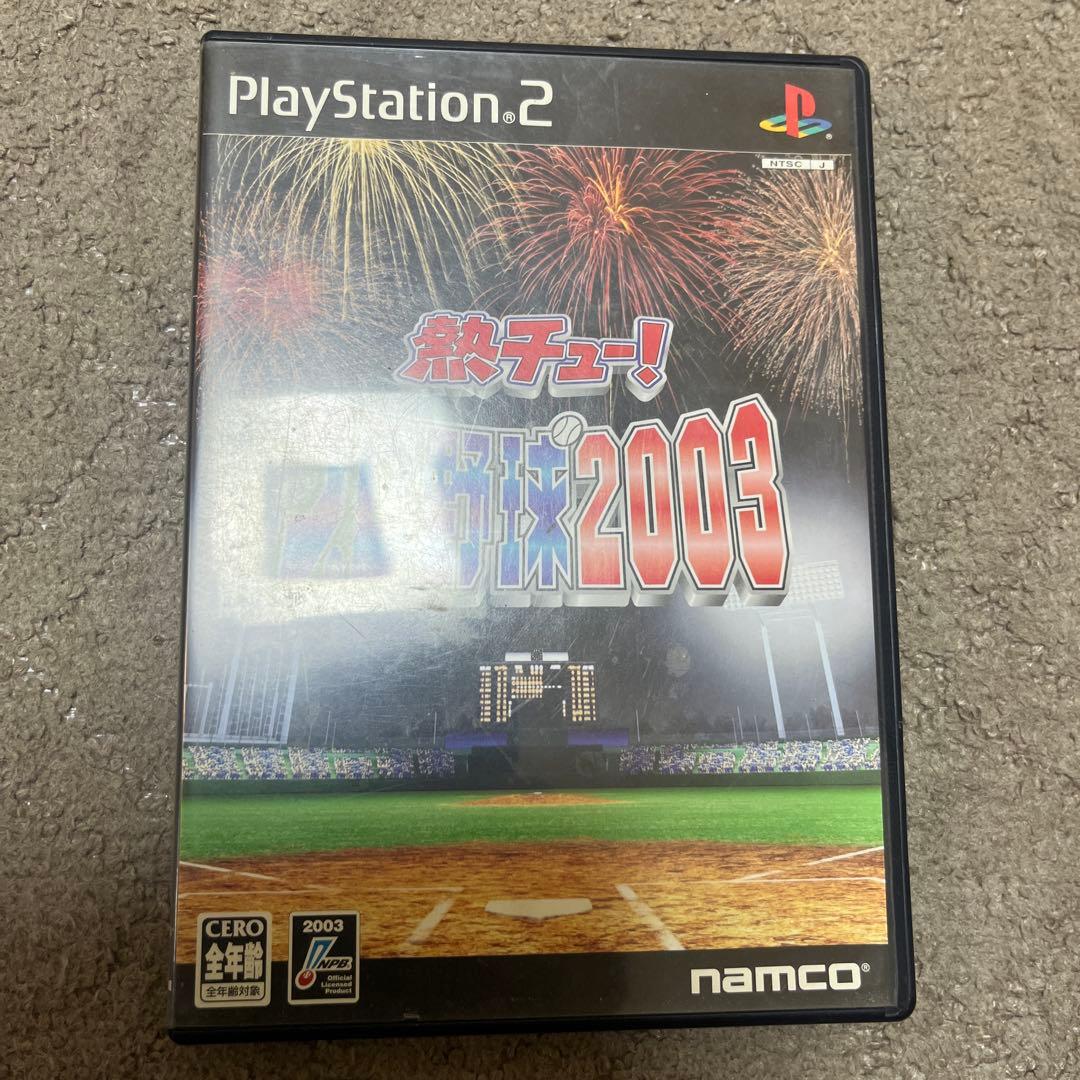 PlayStation®2
NTSC J
熱チュー!
野球2003
CERO
全年齢
全年齢対象
2003
NPB
Official
Licensed
Product
namco®